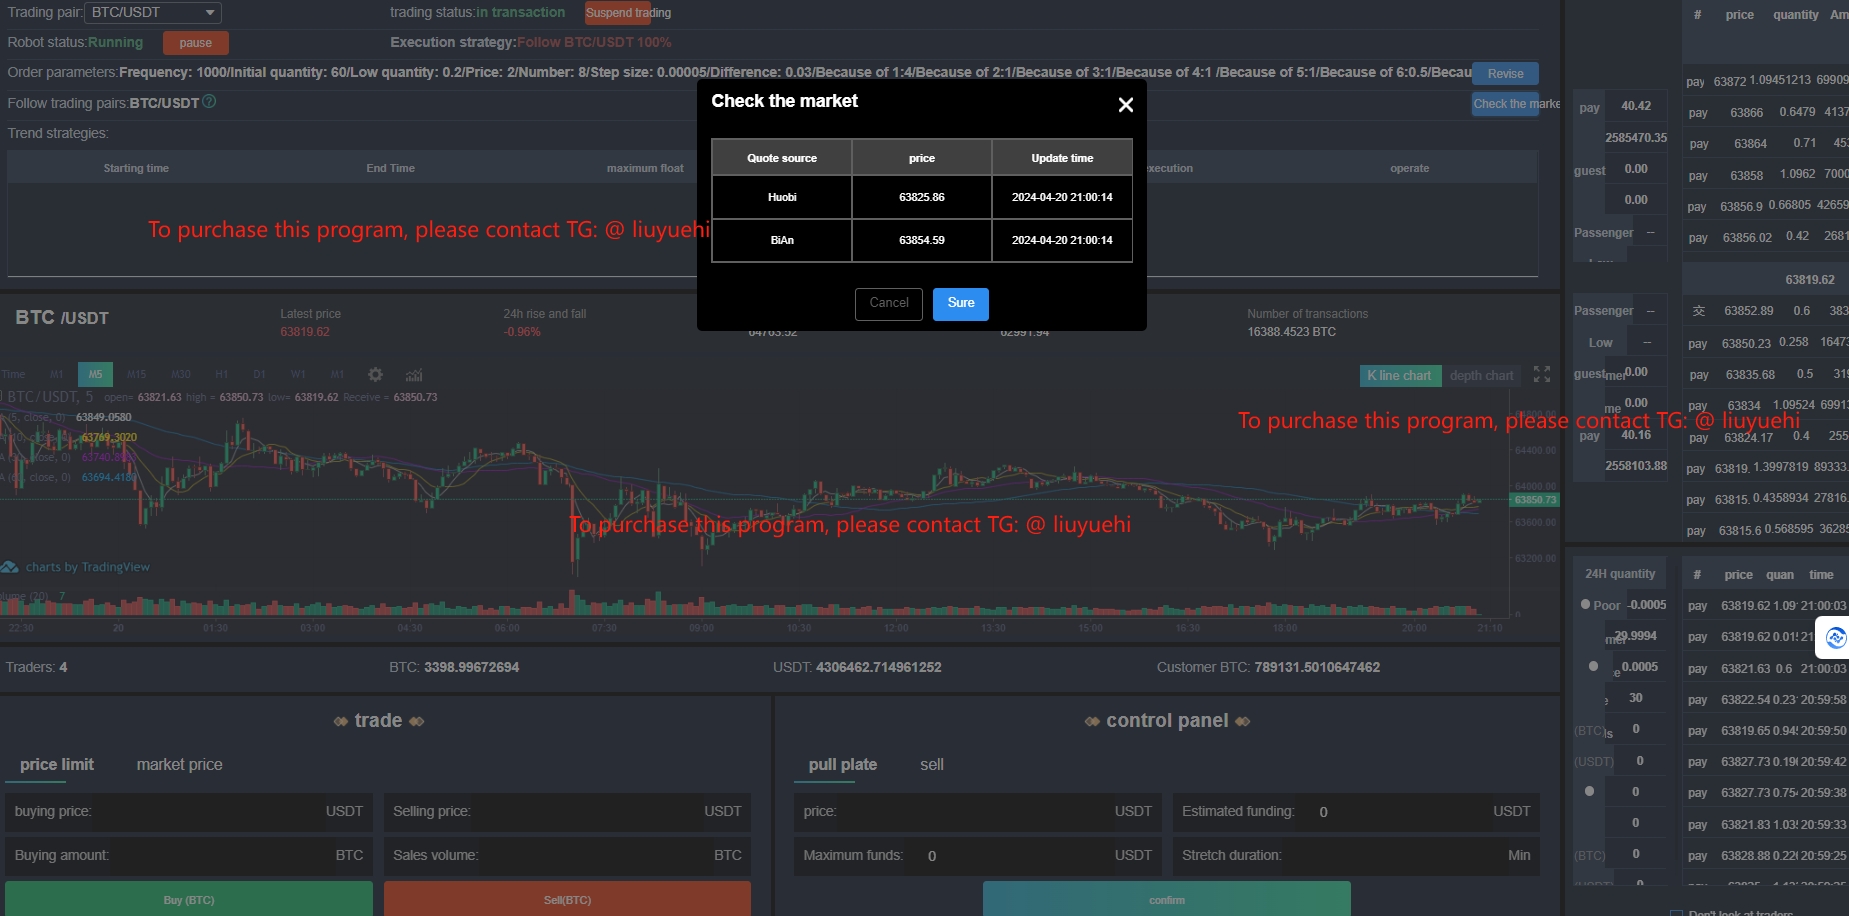 Trading pair: BTC/USDT
trading status:in transaction
Suspend trading
Robot status:Running
pause
Execution strategy:Follow BTC/USDT 100%
Order parameters:Frequency: 1000/Initial quantity: 60/Low quantity: 0.2/Price: 2/Number: 8/Step size: 0.00005/Difference: 0.03/Because of 1:4/Because of 2:1/Because of 3:1/Because of 4:1 /Because of 5:1/Because of 6:0.5/Becau
Revise
Follow trading pairs:BTC/USDT
Check the marke
Trend strategies:
Starting time
End Time
maximum float
execution
operate
To purchase this program, please contact TG: @ liuyuehi
Check the market
Quote source price Update time
Huobi 63825.86 2024-04-20 21:00:14
BiAn 63854.59 2024-04-20 21:00:14
Cancel
Sure
BTC /USDT
Latest price
63819.62
24h rise and fall
-0.96%
64763.52
62991.94
Number of transactions
16388.4523 BTC
Time M1 M5 M15 M30 H1 D1 W1 M1
K line chart
depth chart
BTC/USDT, 5 open= 63821.63 high = 63850.73 low= 63819.62 Receive = 63850.73
(5, close, 0) 63849.0580
close, 0) 63769.3020
close, 0)
close, 0) 63694.4180
To purchase this program, please contact TG: @ liuyuehi
To purchase this program, please contact TG: @ liuyuehi
64400.00
64000.00
63850.73
63600.00
63200.00
0
charts by TradingView
(20) 7
22:30 20 01:30 03:00 04:30 06:00 07:30 09:00 10:30 12:00 13:30 15:00 16:30 18:00 20:00 21:10
Traders: 4
BTC: 3398.99672694
USDT: 4306462.714961252
Customer BTC: 789131.5010647462
trade
price limit
market price
buying price: USDT
Selling price: USDT
Buying amount: BTC
Sales volume: BTC
Buy (BTC)
Sell(BTC)
control panel
pull plate
sell
price: USDT
Estimated funding: 0 USDT
Maximum funds: 0 USDT
Stretch duration: Min
confirm
pay 40.42
2585470.35
guest 0.00
0.00
Passenger --
Passenger --
Low --
guest 0.00
0.00
pay 40.16
2558103.88
24H quantity
Poor -0.0005
29.9994
0.0005
30
(BTC) 0
(USDT) 0
0
0
(BTC) 0
# price quantity Am
pay 63872 1.09451213 69909
pay 63866 0.6479 4137
pay 63864 0.71 453
pay 63858 1.0962 7000
pay 63856.9 0.66805 42659
pay 63856.02 0.42 2681
63819.62
交 63852.89 0.6 383
pay 63850.23 0.258 16473
pay 63835.68 0.5 319
pay 63834 1.09524 69913
pay 63824.17 0.4 255
pay 63819. 1.3997819 89333.
pay 63815. 0.4358934 27816.
pay 63815.6 0.568595 36285
# price quan time
pay 63819.62 1.09 21:00:03
pay 63819.62 0.01 21:
pay 63821.63 0.6 21:00:03
pay 63822.54 0.23 20:59:58
pay 63819.65 0.94 20:59:50
pay 63827.73 0.19 20:59:42
pay 63827.73 0.75 20:59:38
pay 63821.83 1.03 20:59:33
pay 63828.88 0.22 20:59:25
Don't look at traders